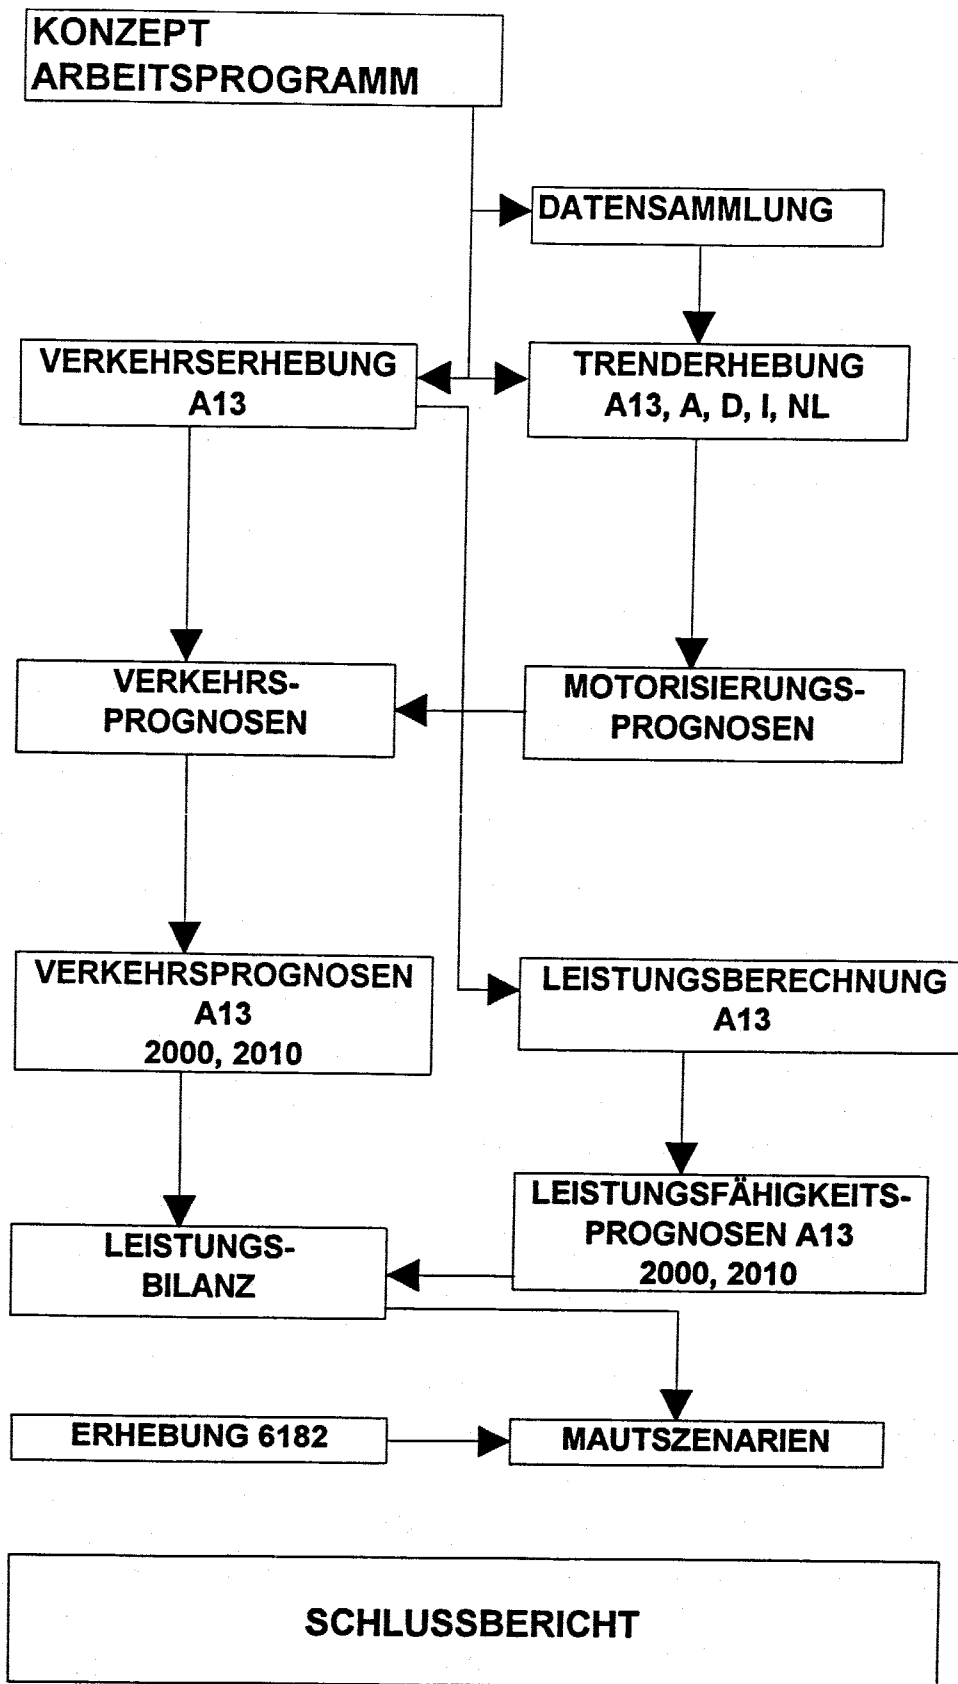 KONZEPT
ARBEITSPROGRAMM
DATENSAMMLUNG
VERKEHRSERHEBUNG
A13
TRENDERHEBUNG
A13, A, D, I, NL
VERKEHRS-
PROGNOSEN
MOTORISIERUNGS-
PROGNOSEN
VERKEHRSPROGNOSEN
A13
2000, 2010
LEISTUNGSBERECHNUNG
A13
LEISTUNGSFÄHIGKEITS-
PROGNOSEN A13
2000, 2010
LEISTUNGS-
BILANZ
ERHEBUNG 6182
MAUTSZENARIEN
SCHLUSSBERICHT